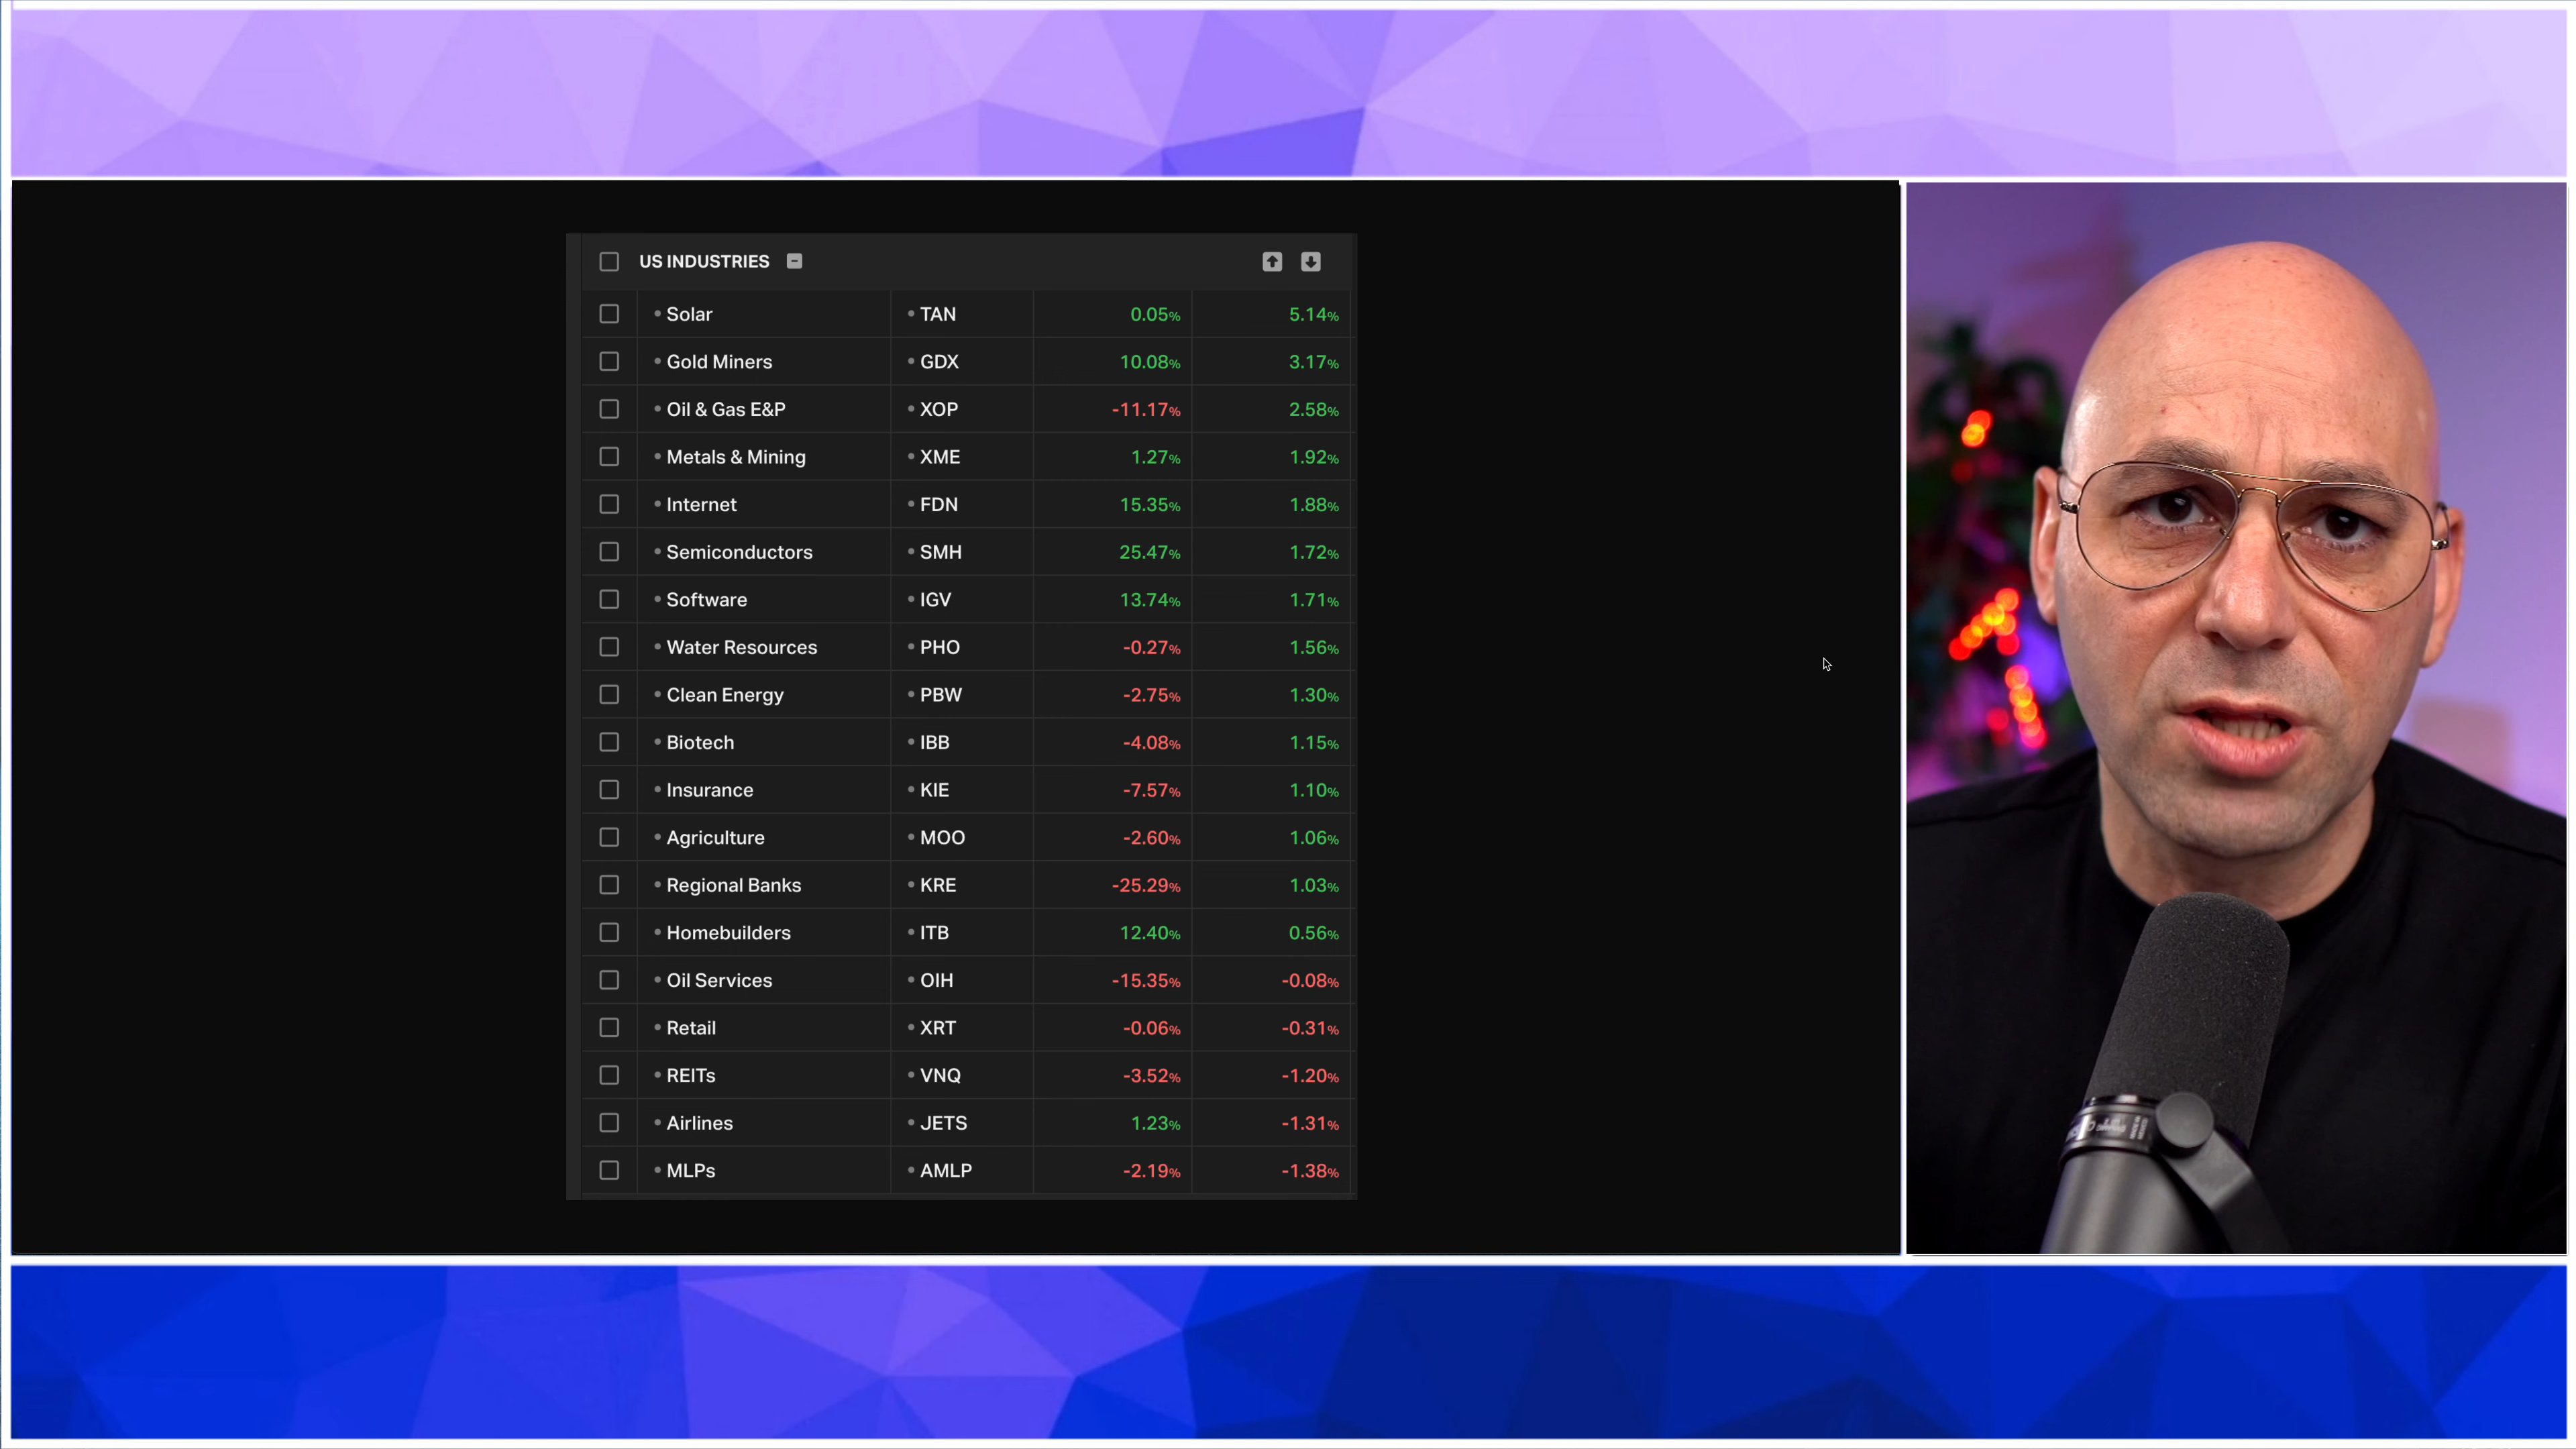 US INDUSTRIES
Solar TAN 0.05% 5.14%
Gold Miners GDX 10.08% 3.17%
Oil & Gas E&P XOP -11.17% 2.58%
Metals & Mining XME 1.27% 1.92%
Internet FDN 15.35% 1.88%
Semiconductors SMH 25.47% 1.72%
Software IGV 13.74% 1.71%
Water Resources PHO -0.27% 1.56%
Clean Energy PBW -2.75% 1.30%
Biotech IBB -4.08% 1.15%
Insurance KIE -7.57% 1.10%
Agriculture MOO -2.60% 1.06%
Regional Banks KRE -25.29% 1.03%
Homebuilders ITB 12.40% 0.56%
Oil Services OIH -15.35% -0.08%
Retail XRT -0.06% -0.31%
REITs VNQ -3.52% -1.20%
Airlines JETS 1.23% -1.31%
MLPs AMLP -2.19% -1.38%